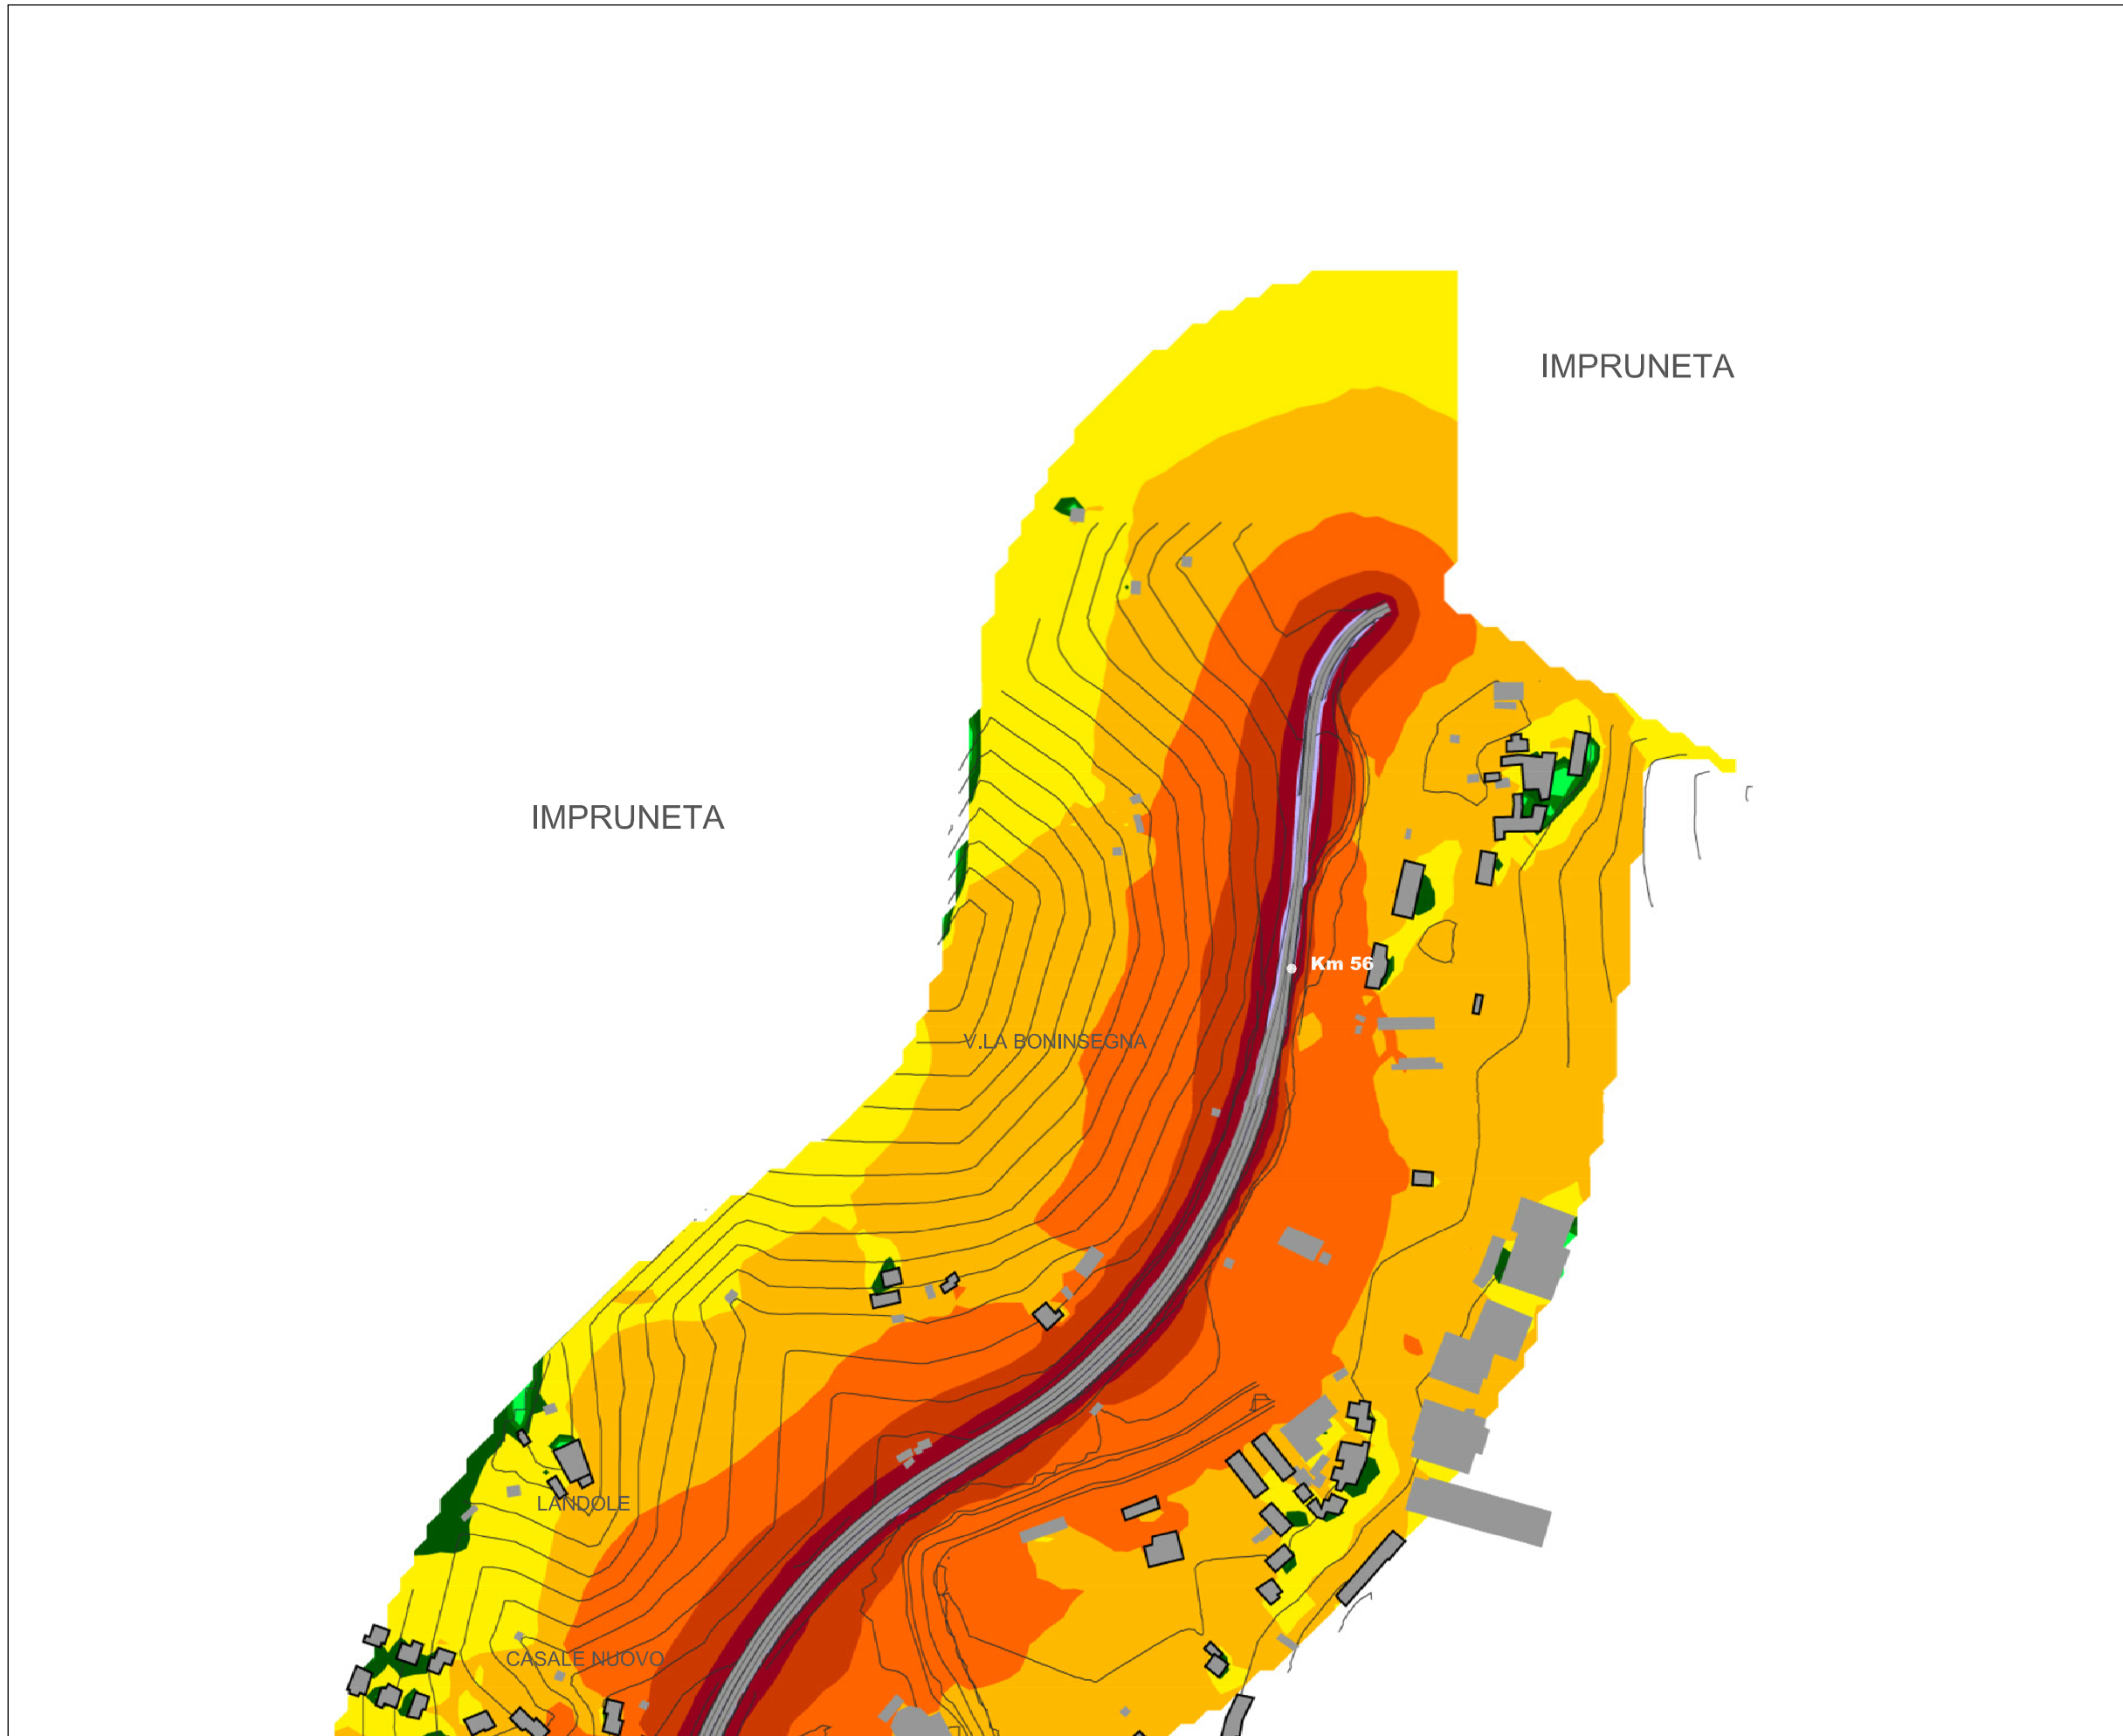 IMPRUNETA
IMPRUNETA
Km 56
V.LA BONINSEGNA
LANDOLE
CASALE NUOVO